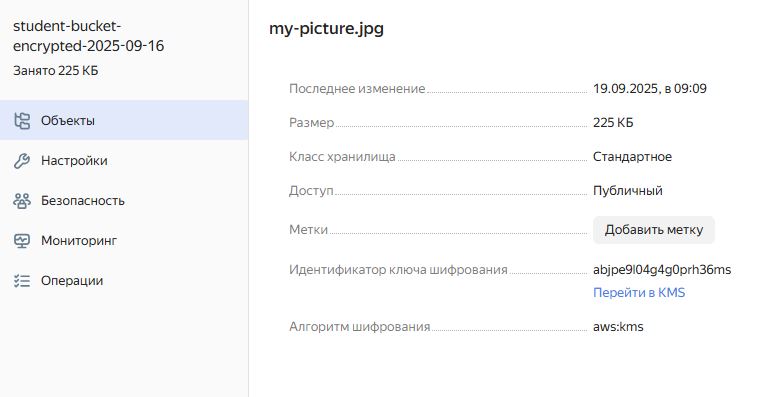 student-bucket-
encrypted-2025-09-16
Занято 225 КБ
Объекты
Настройки
Безопасность
Мониторинг
Операции
my-picture.jpg
Последнее изменение 19.09.2025, в 09:09
Размер 225 КБ
Класс хранилища Стандартное
Доступ Публичный
Метки Добавить метку
Идентификатор ключа шифрования abjpe9l04g4g0prh36ms
Перейти в KMS
Алгоритм шифрования aws:kms